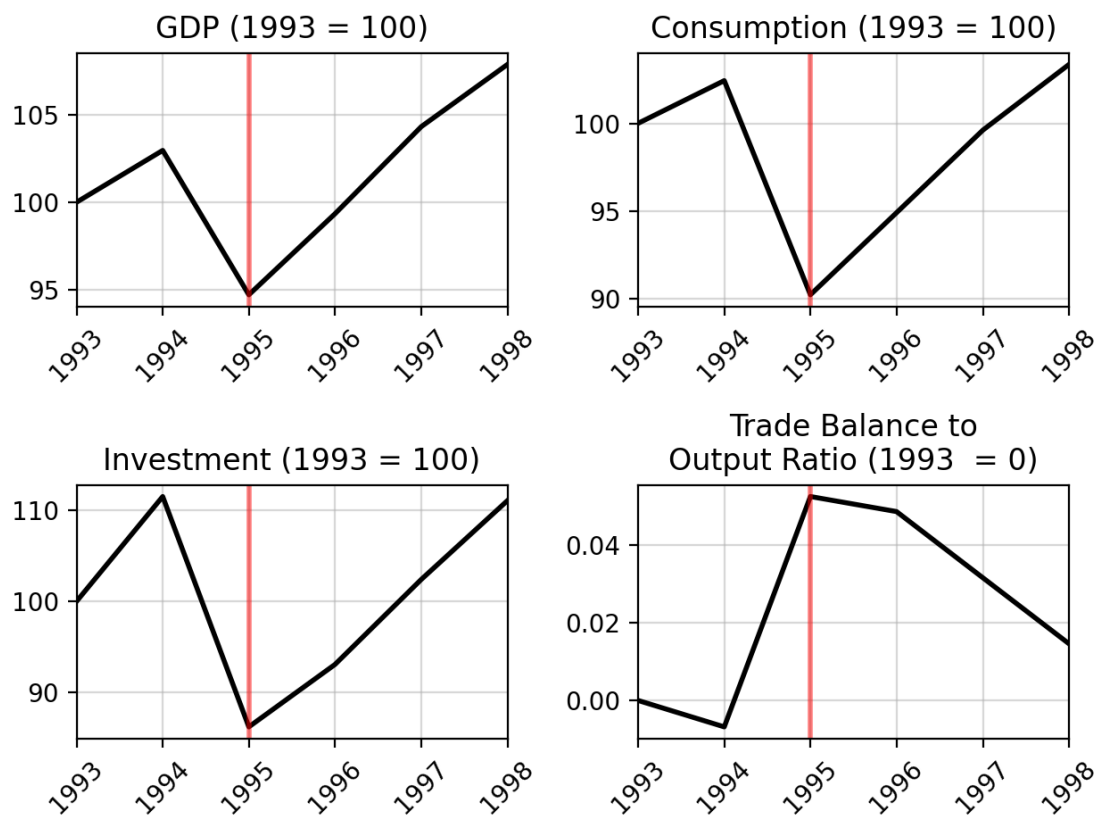 GDP (1993 = 100)
105
100
95
1993 1994 1995 1996 1997 1998
Consumption (1993 = 100)
100
95
90
1993 1994 1995 1996 1997 1998
Investment (1993 = 100)
110
100
90
1993 1994 1995 1996 1997 1998
Trade Balance to
Output Ratio (1993  = 0)
0.04
0.02
0.00
1993 1994 1995 1996 1997 1998